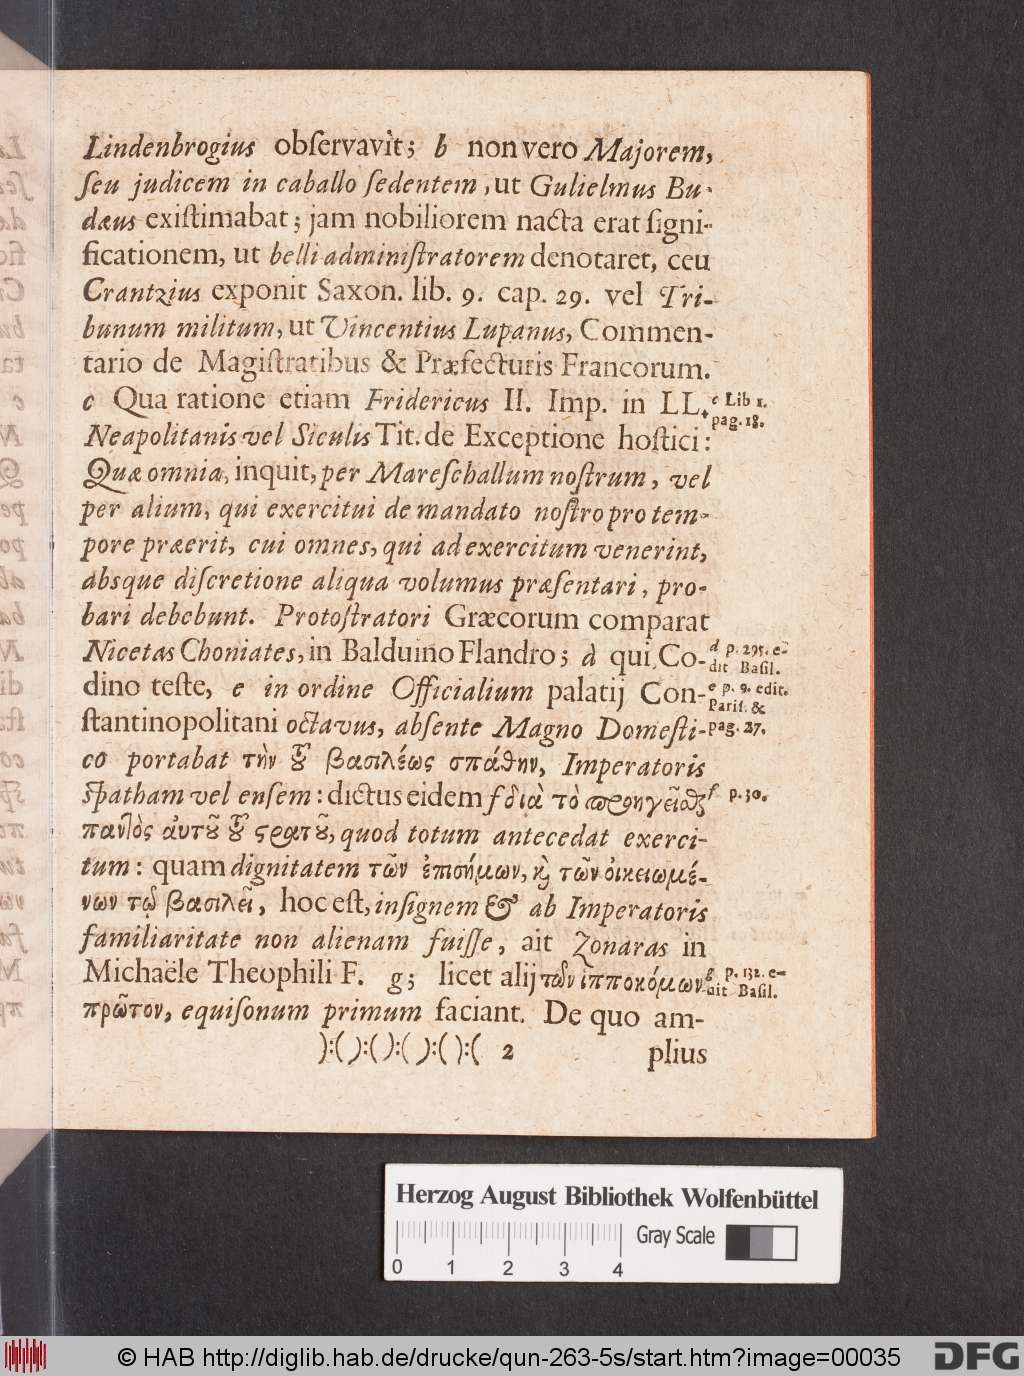 Lindenbrogius obſervavit; b non vero Majorem,
ſeu judicem in caballo ſedentem, ut Gulielmus Bu-
dæus exiſtimabat; jam nobiliorem nacta erat ſigni-
ficationem, ut belli adminiſtratorem denotaret, ceu
Crantzius exponit Saxon. lib. 9. cap. 29. vel Tri-
bunum militum, ut Vincentius Lupanus, Commen-
tario de Magiſtratibus & Præfecturis Francorum.
c Qua ratione etiam Fridericus II. Imp. in LL.
c Lib 1.
pag. 18.
Neapolitanis vel Siculis Tit. de Exceptione hoſtici:
Quæ omnia, inquit, per Mareſchallum noſtrum, vel
per alium, qui exercitui de mandato noſtro pro tem-
pore præerit, cui omnes, qui ad exercitum venerint,
absque diſcretione aliqua volumus præſentari, pro-
bari debebunt. Protoſtratori Græcorum comparat
Nicetas Choniates, in Balduino Flandro; d qui, Co-
d p. 295. e-
dit Baſil.
dino teſte, e in ordine Officialium palatij Con-
e p. 9. edit.
Pariſ. &
pag. 27.
ſtantinopolitani octavus, abſente Magno Domeſti-
co portabat τὴν ȣ͂ βασιλέως σπάθην, Imperatoris
ſpatham vel enſem: dictus eidem f διὰ τὸ προηγεῖσθ
f p. 30.
παντὸς αὐτȣ͂ ȣ͂ ϛρατȣ͂, quod totum antecedat exerci-
tum: quam dignitatem τῶν ἐπισήμων, ϗ τῶν οἰκειωμέ-
νων τῷ βασιλεῖ, hoc eſt, inſignem & ab Imperatoris
familiaritate non alienam fuiſſe, ait Zonaras in
Michaële Theophili F. g; licet alij τῶν ἱπποκόμων
g p. 132. e-
dit Baſil.
πρῶτον, equiſonum primum faciant. De quo am-
):( ):( ):( ):( ):( 2
plius
Herzog August Bibliothek Wolfenbüttel
Gray Scale
0 1 2 3 4
© HAB http://diglib.hab.de/drucke/qun-263-5s/start.htm?image=00035
DFG